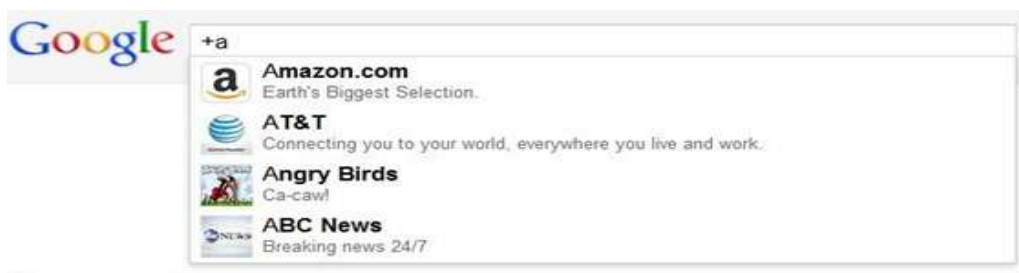 Google +a
a Amazon.com
Earth's Biggest Selection.
AT&T
Connecting you to your world, everywhere you live and work.
Angry Birds
Ca-caw!
NEWS ABC News
Breaking news 24/7